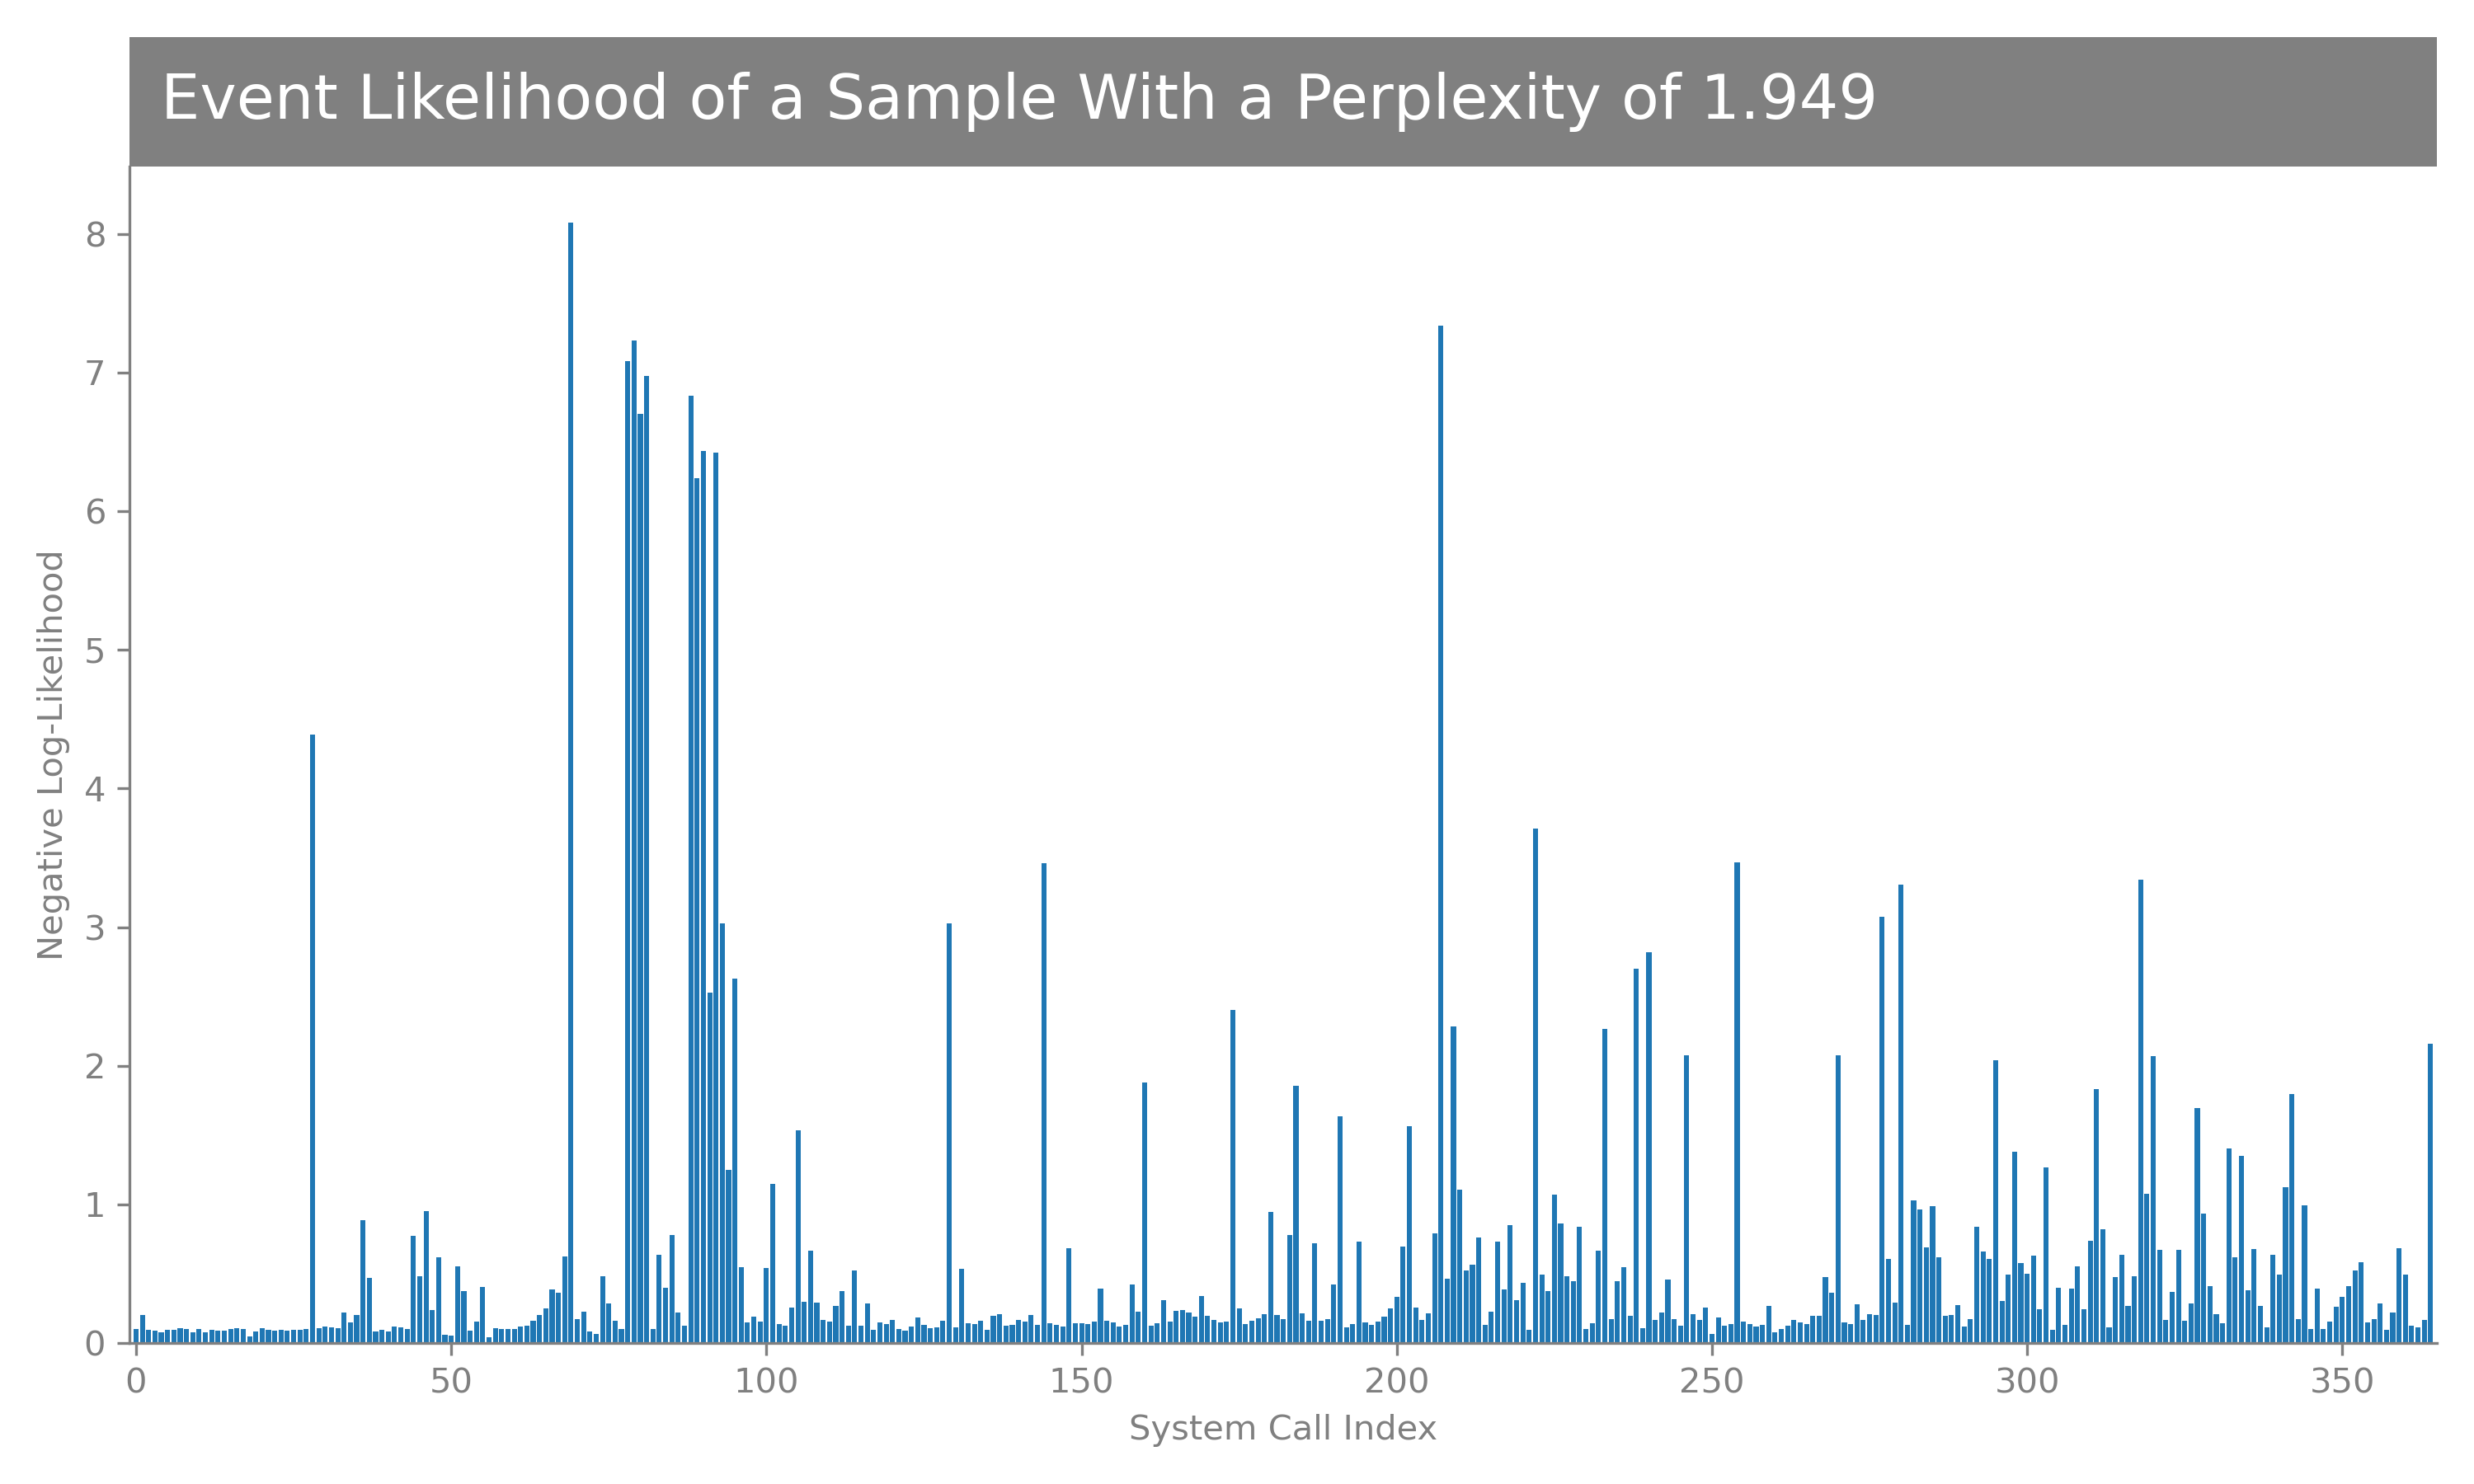 Event Likelihood of a Sample With a Perplexity of 1.949
8
7
6
5
4
3
2
1
0
Negative Log-Likelihood
0 50 100 150 200 250 300 350
System Call Index